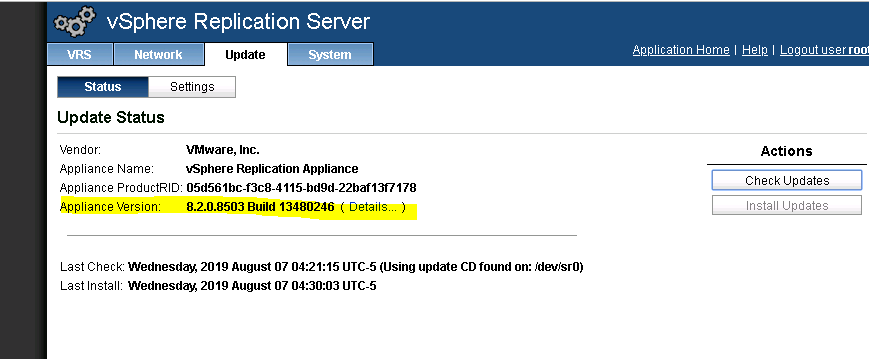 vSphere Replication Server
VRS Network Update System
Application Home | Help | Logout user root
Status Settings
Update Status
Vendor: VMware, Inc.
Appliance Name: vSphere Replication Appliance
Appliance ProductRID: 05d561bc-f3c8-4115-bd9d-22baf13f7178
Appliance Version: 8.2.0.8503 Build 13480246 ( Details... )
Actions
Check Updates
Install Updates
Last Check: Wednesday, 2019 August 07 04:21:15 UTC-5 (Using update CD found on: /dev/sr0)
Last Install: Wednesday, 2019 August 07 04:30:03 UTC-5